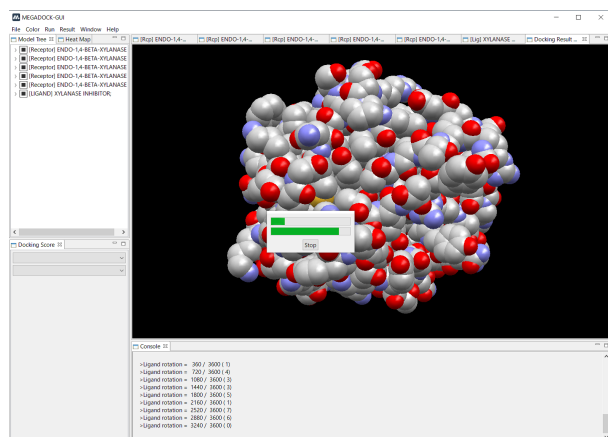 MEGADOCK-GUI
File Color Run Result Window Help
Model Tree Heat Map
[Rcp] ENDO-1,4-... [Rcp] ENDO-1,4-... [Rcp] ENDO-1,4-... [Rcp] ENDO-1,4-... [Rcp] ENDO-1,4-... [Lig] XYLANASE ... Docking Result ...
[Receptor] ENDO-1,4-BETA-XYLANASE
[Receptor] ENDO-1,4-BETA-XYLANASE
[Receptor] ENDO-1,4-BETA-XYLANASE
[Receptor] ENDO-1,4-BETA-XYLANASE
[Receptor] ENDO-1,4-BETA-XYLANASE
[LIGAND] XYLANASE INHIBITOR;
Docking Score
Stop
Console
>Ligand rotation = 360 / 3600 ( 1)
>Ligand rotation = 720 / 3600 ( 4)
>Ligand rotation = 1080 / 3600 ( 3)
>Ligand rotation = 1440 / 3600 ( 3)
>Ligand rotation = 1800 / 3600 ( 5)
>Ligand rotation = 2160 / 3600 ( 1)
>Ligand rotation = 2520 / 3600 ( 7)
>Ligand rotation = 2880 / 3600 ( 6)
>Ligand rotation = 3240 / 3600 ( 0)